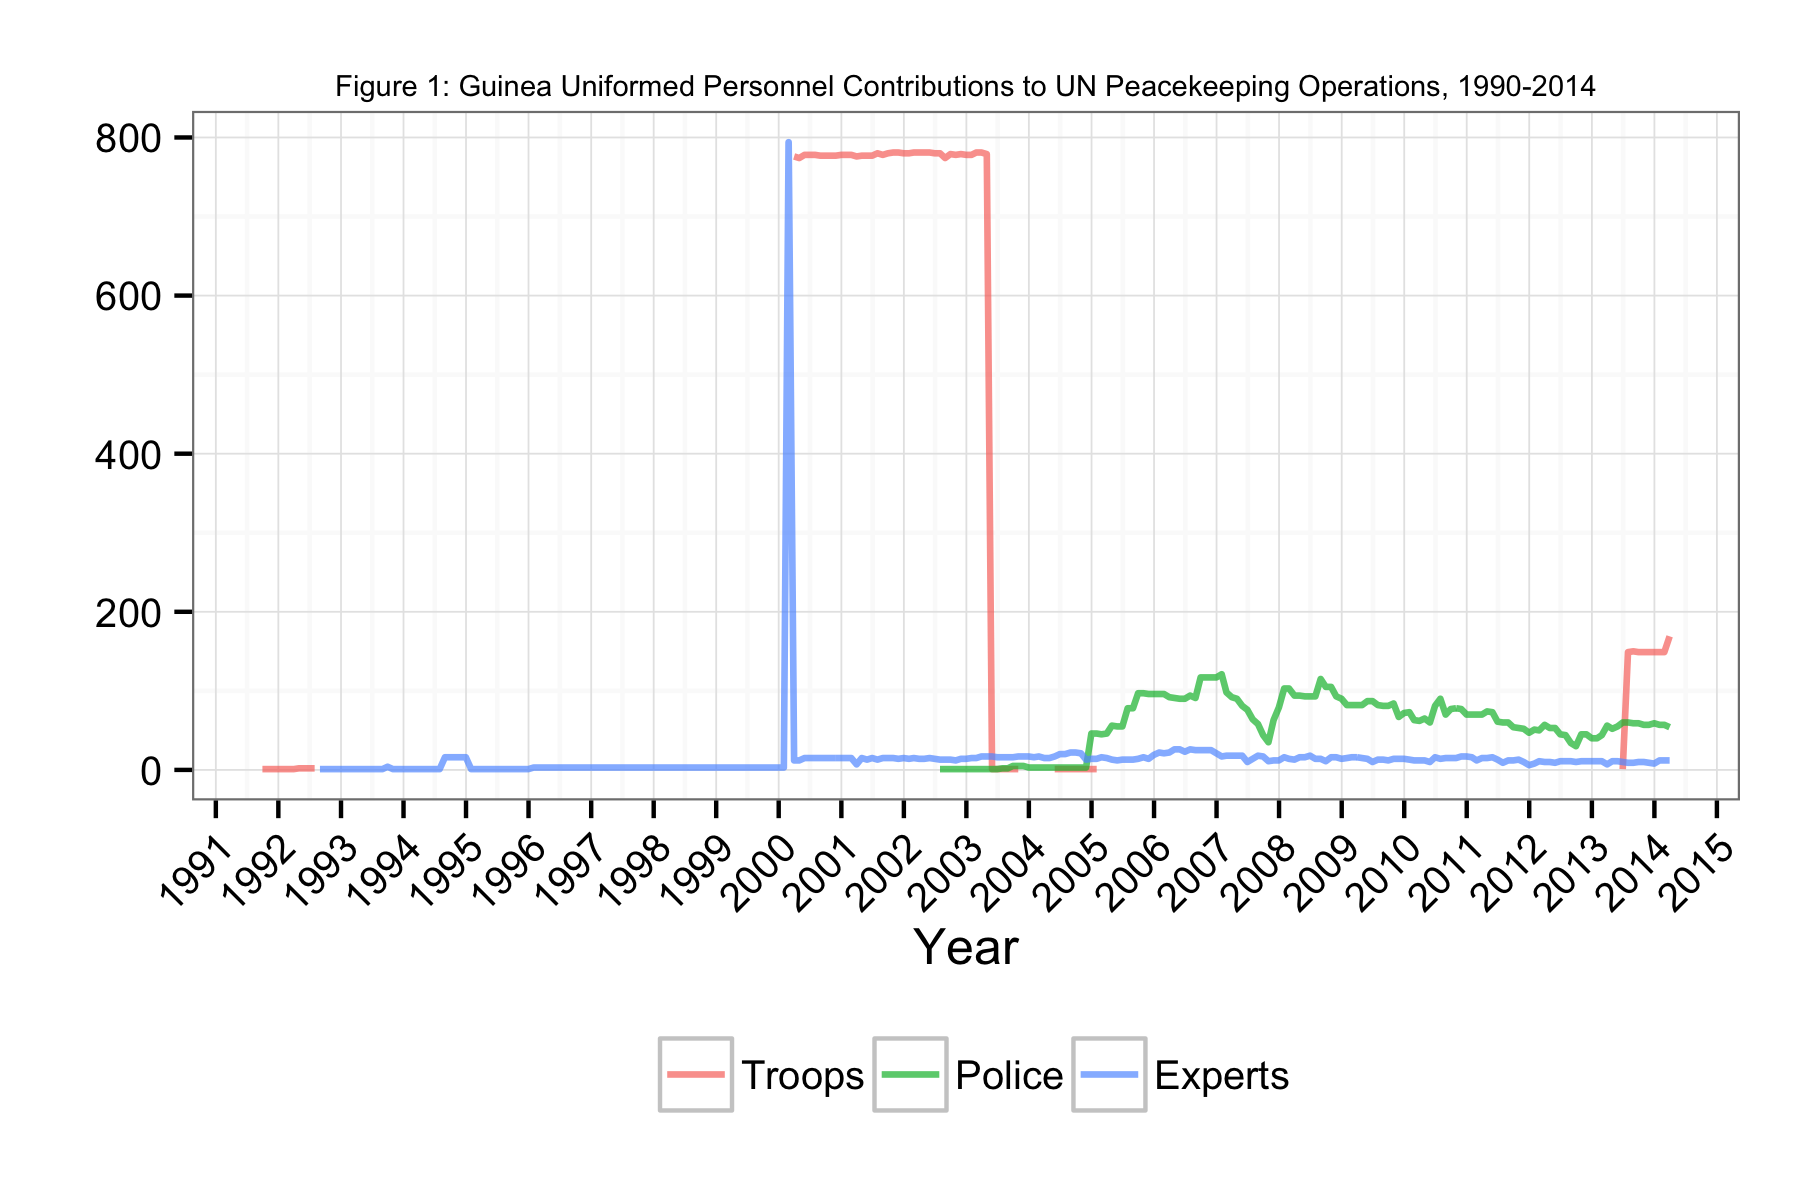 Figure 1: Guinea Uniformed Personnel Contributions to UN Peacekeeping Operations, 1990-2014
800
600
400
200
0
1991 1992 1993 1994 1995 1996 1997 1998 1999 2000 2001 2002 2003 2004 2005 2006 2007 2008 2009 2010 2011 2012 2013 2014 2015
Year
Troops Police Experts